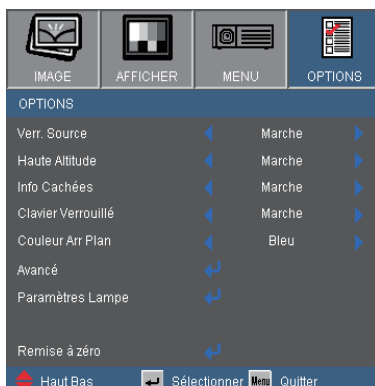 IMAGE AFFICHER MENU OPTIONS
OPTIONS
Verr. Source Marche
Haute Altitude Marche
Info Cachées Marche
Clavier Verrouillé Marche
Couleur Arr Plan Bleu
Avancé
Paramètres Lampe
Remise à zéro
Haut Bas Sélectionner Menu Quitter